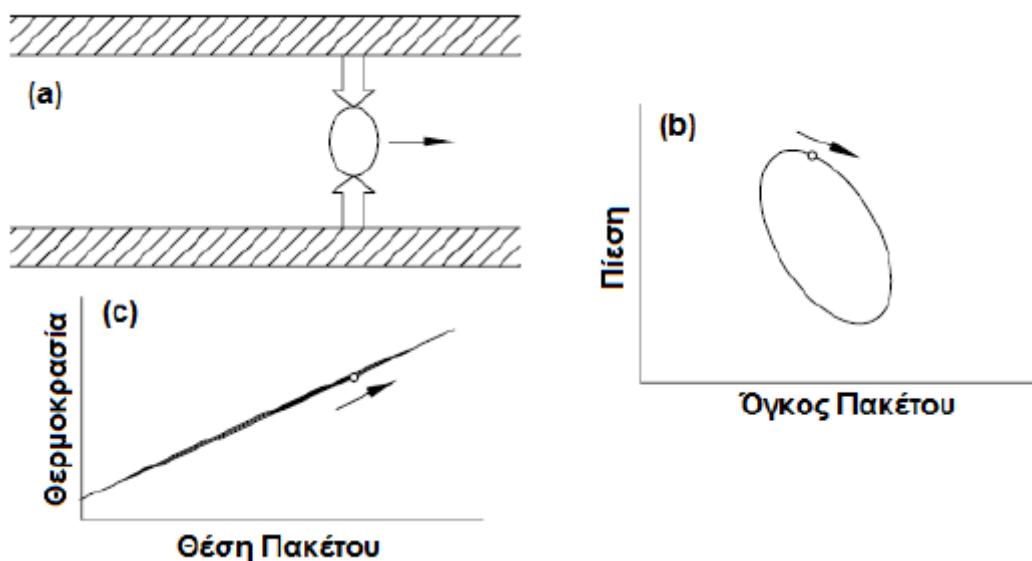 (a)
(b)
Πίεση
Όγκος Πακέτου
(c)
Θερμοκρασία
Θέση Πακέτου